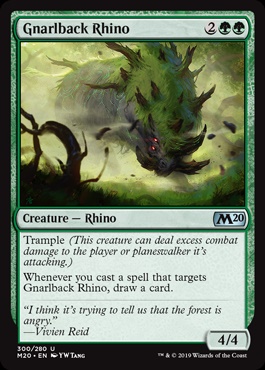 Gnarlback Rhino 2
Creature — Rhino M20
Trample (This creature can deal excess combat
damage to the player or planeswalker it's
attacking.)
Whenever you cast a spell that targets
Gnarlback Rhino, draw a card.
"I think it's trying to tell us that the forest is
angry."
—Vivien Reid
4/4
300/280 U
M20 • EN YW Tang ™ & © 2019 Wizards of the Coast